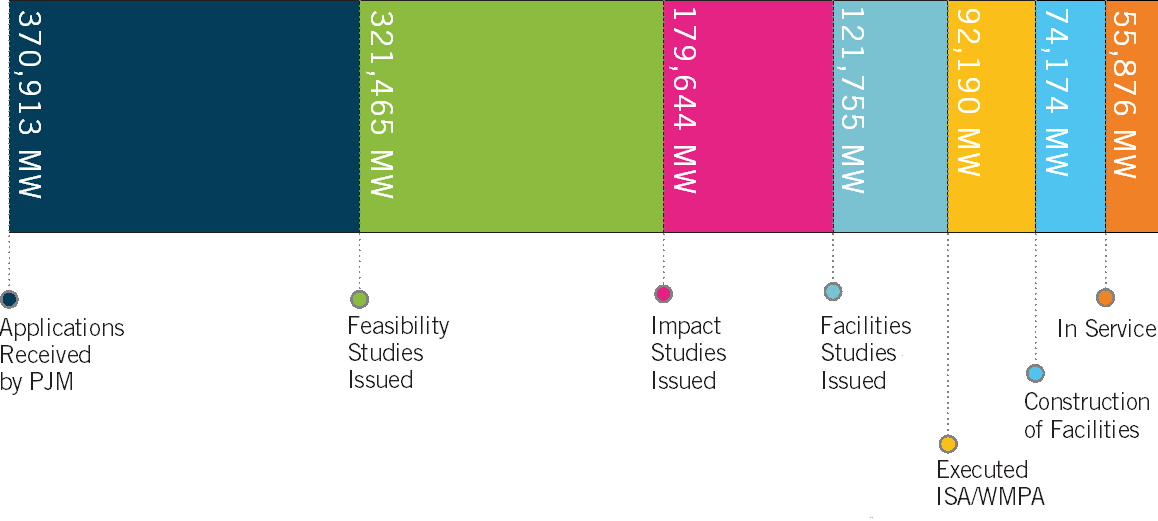 370,913 MW
321,465 MW
179,644 MW
121,755 MW
92,190 MW
74,174 MW
55,876 MW
Applications
Received
by PJM
Feasibility
Studies
Issued
Impact
Studies
Issued
Facilities
Studies
Issued
Executed
ISA/WMPA
Construction
of Facilities
In Service